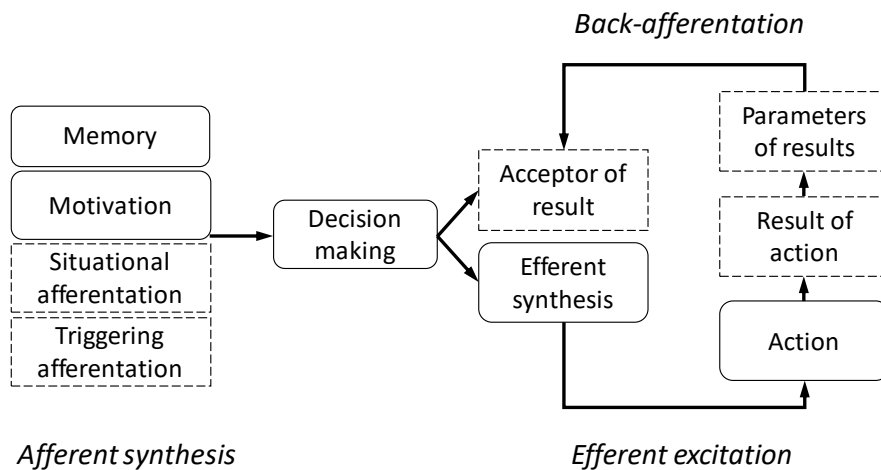 Back-afferentation
Memory
Motivation
Situational
afferentation
Triggering
afferentation
Decision
making
Acceptor of
result
Efferent
synthesis
Parameters
of results
Result of
action
Action
Afferent synthesis
Efferent excitation